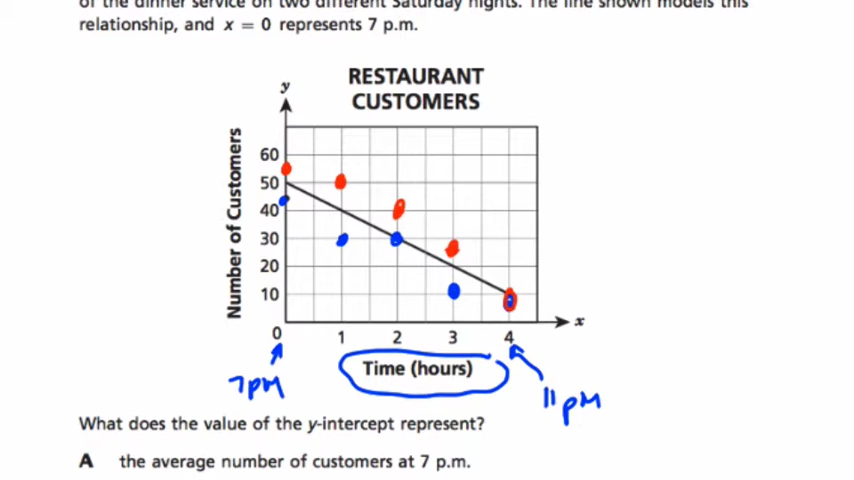 of the dinner service on two different Saturday nights. The line shown models this
relationship, and x = 0 represents 7 p.m.
RESTAURANT
CUSTOMERS
y
Number of Customers
60
50
40
30
20
10
0 1 2 3 4 x
Time (hours)
7pm
11 pm
What does the value of the y-intercept represent?
A the average number of customers at 7 p.m.